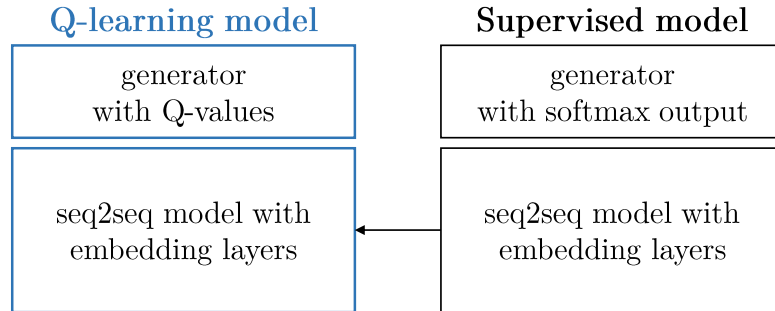 Q-learning model
generator
with Q-values
seq2seq model with
embedding layers
Supervised model
generator
with softmax output
seq2seq model with
embedding layers